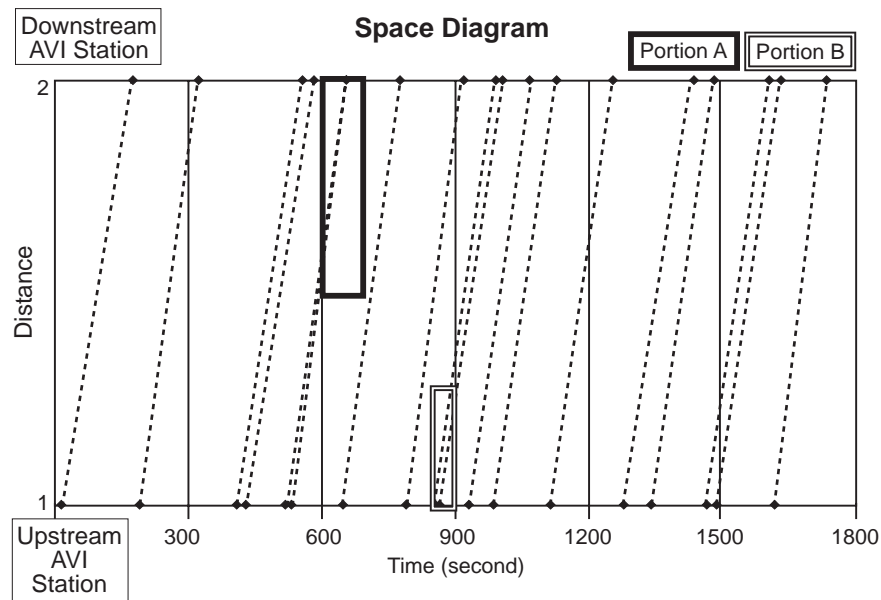 Downstream
AVI Station
Space Diagram
Portion A
Portion B
2
Distance
1
Upstream
AVI
Station
300
600
900
1200
1500
1800
Time (second)